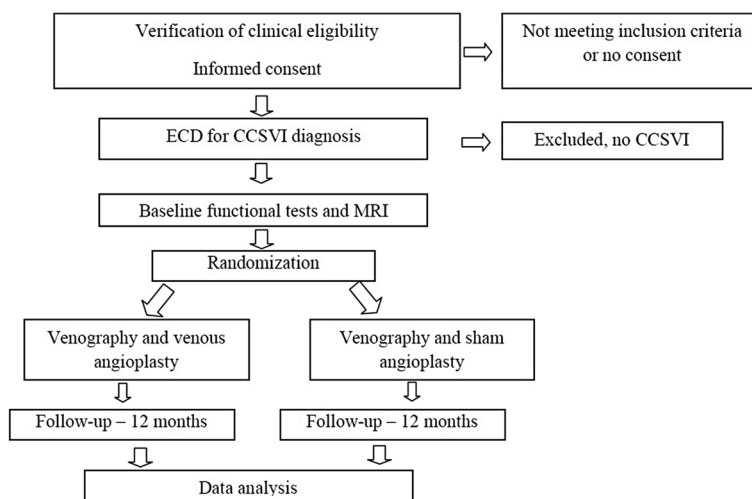 Verification of clinical eligibility
Informed consent
Not meeting inclusion criteria
or no consent
ECD for CCSVI diagnosis
Excluded, no CCSVI
Baseline functional tests and MRI
Randomization
Venography and venous
angioplasty
Venography and sham
angioplasty
Follow-up – 12 months
Follow-up – 12 months
Data analysis